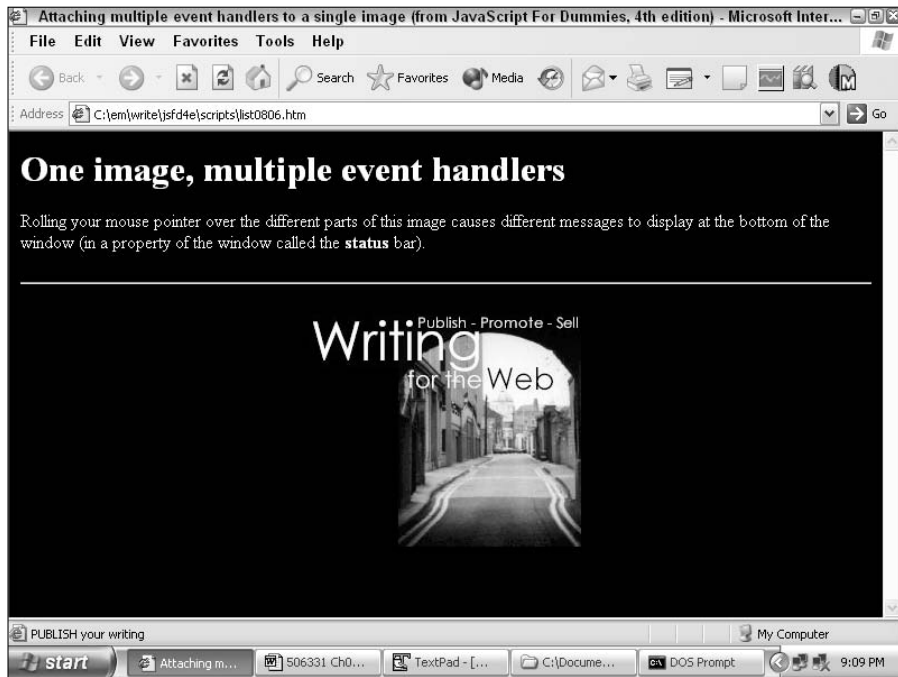 Attaching multiple event handlers to a single image (from JavaScript For Dummies, 4th edition) - Microsoft Inter...
File Edit View Favorites Tools Help
Back Search Favorites Media
Address C:\em\write\jsfd4e\scripts\list0806.htm Go
One image, multiple event handlers
Rolling your mouse pointer over the different parts of this image causes different messages to display at the bottom of the
window (in a property of the window called the status bar).
Publish - Promote - Sell
Writing
for the Web
PUBLISH your writing My Computer
start Attaching m... 506331 Ch0... TextPad - [... C:\Docume... DOS Prompt 9:09 PM